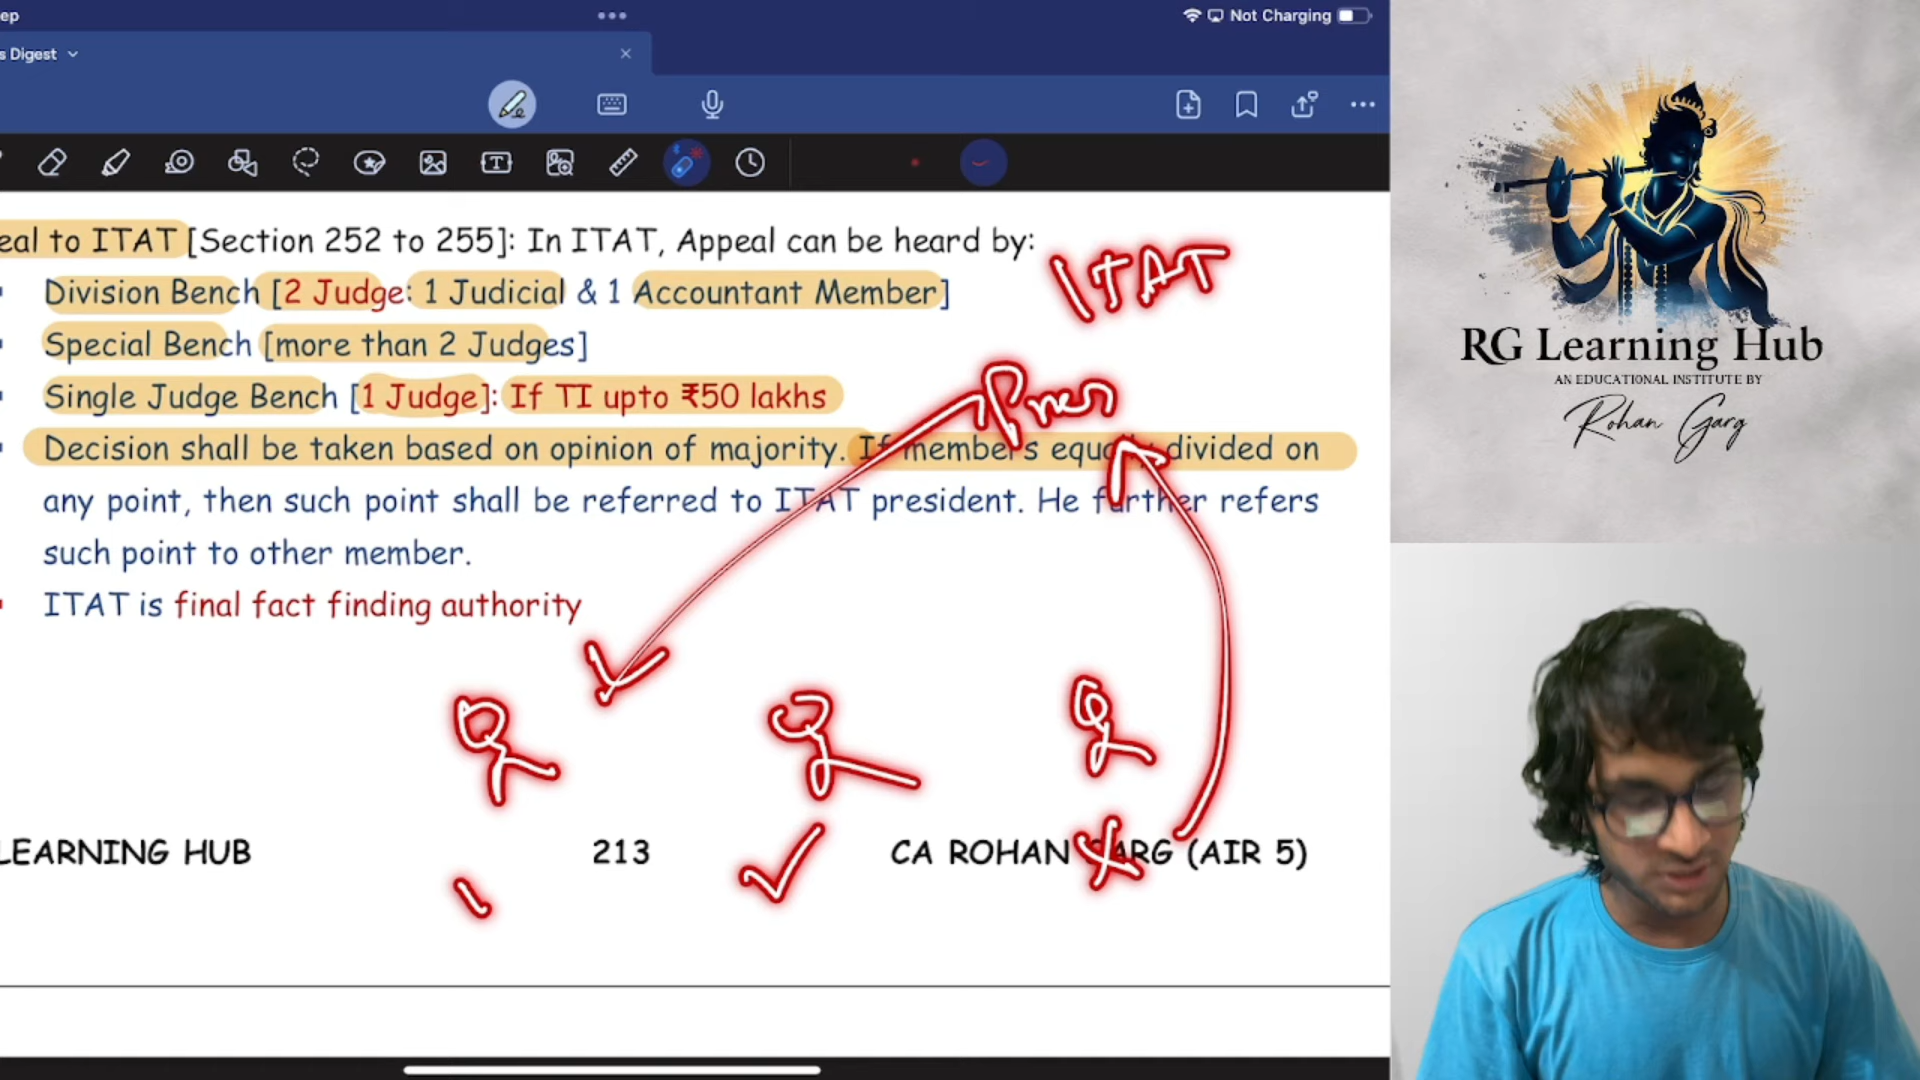 ep
Not Charging
s Digest
eal to ITAT [Section 252 to 255]: In ITAT, Appeal can be heard by:
Division Bench [2 Judge: 1 Judicial & 1 Accountant Member]
ITAT
Special Bench [more than 2 Judges]
Single Judge Bench [1 Judge]: If TI upto ₹50 lakhs
Pres
Decision shall be taken based on opinion of majority. If members equally divided on
any point, then such point shall be referred to ITAT president. He further refers
such point to other member.
ITAT is final fact finding authority
LEARNING HUB
213
CA ROHAN GARG (AIR 5)
RG Learning Hub
AN EDUCATIONAL INSTITUTE BY
Rohan Garg